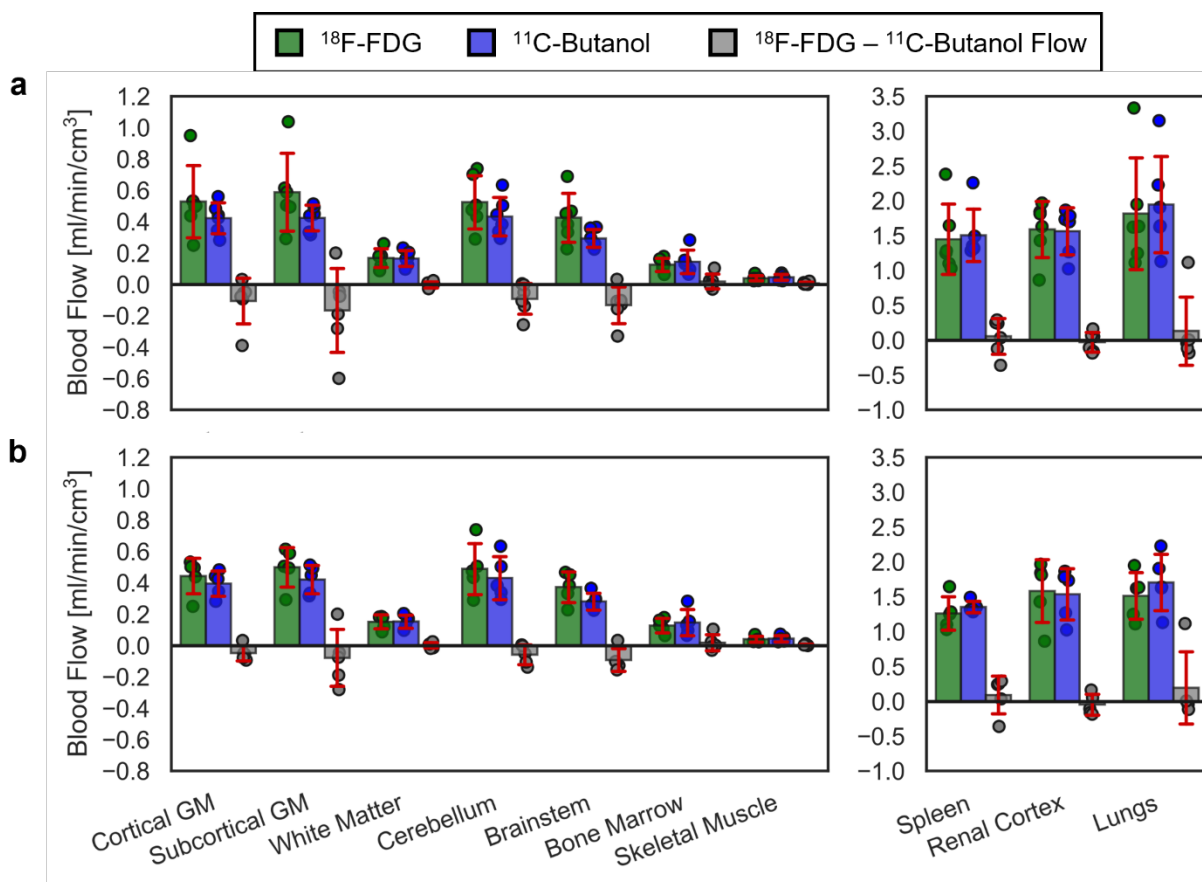 ¹⁸F-FDG ¹¹C-Butanol ¹⁸F-FDG – ¹¹C-Butanol Flow
a
Blood Flow [ml/min/cm³]
1.2
1.0
0.8
0.6
0.4
0.2
0.0
−0.2
−0.4
−0.6
−0.8
3.5
3.0
2.5
2.0
1.5
1.0
0.5
0.0
−0.5
−1.0
b
Blood Flow [ml/min/cm³]
1.2
1.0
0.8
0.6
0.4
0.2
0.0
−0.2
−0.4
−0.6
−0.8
3.5
3.0
2.5
2.0
1.5
1.0
0.5
0.0
−0.5
−1.0
Cortical GM
Subcortical GM
White Matter
Cerebellum
Brainstem
Bone Marrow
Skeletal Muscle
Spleen
Renal Cortex
Lungs